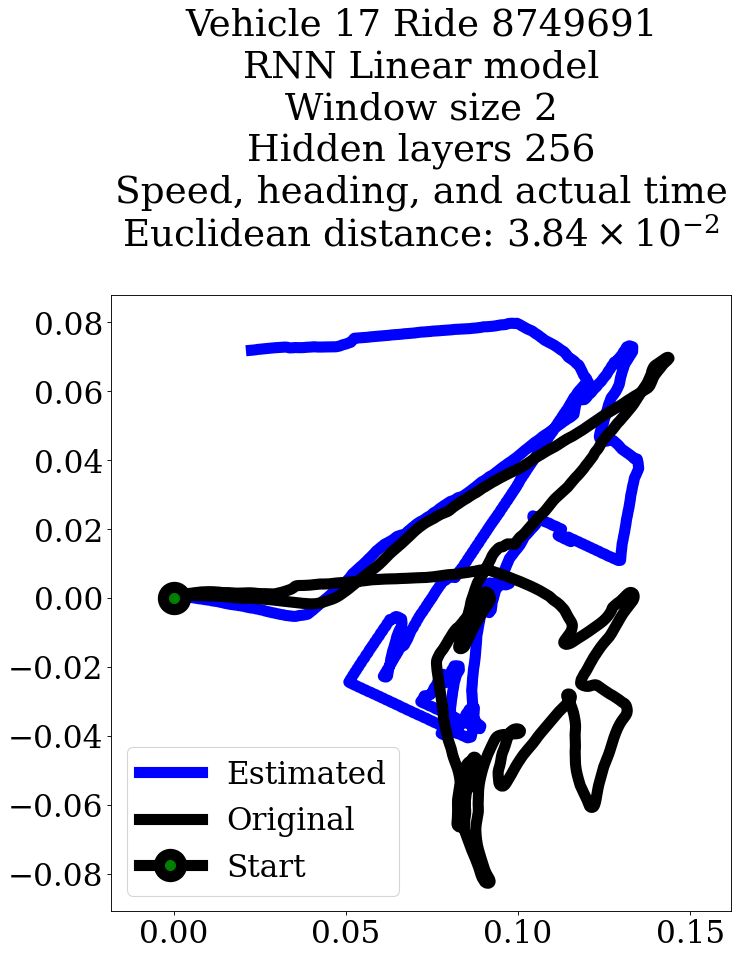 Vehicle 17 Ride 8749691
RNN Linear model
Window size 2
Hidden layers 256
Speed, heading, and actual time
Euclidean distance: 3.84 × 10⁻²
0.08
0.06
0.04
0.02
0.00
−0.02
−0.04
−0.06
−0.08
Estimated
Original
Start
0.00 0.05 0.10 0.15